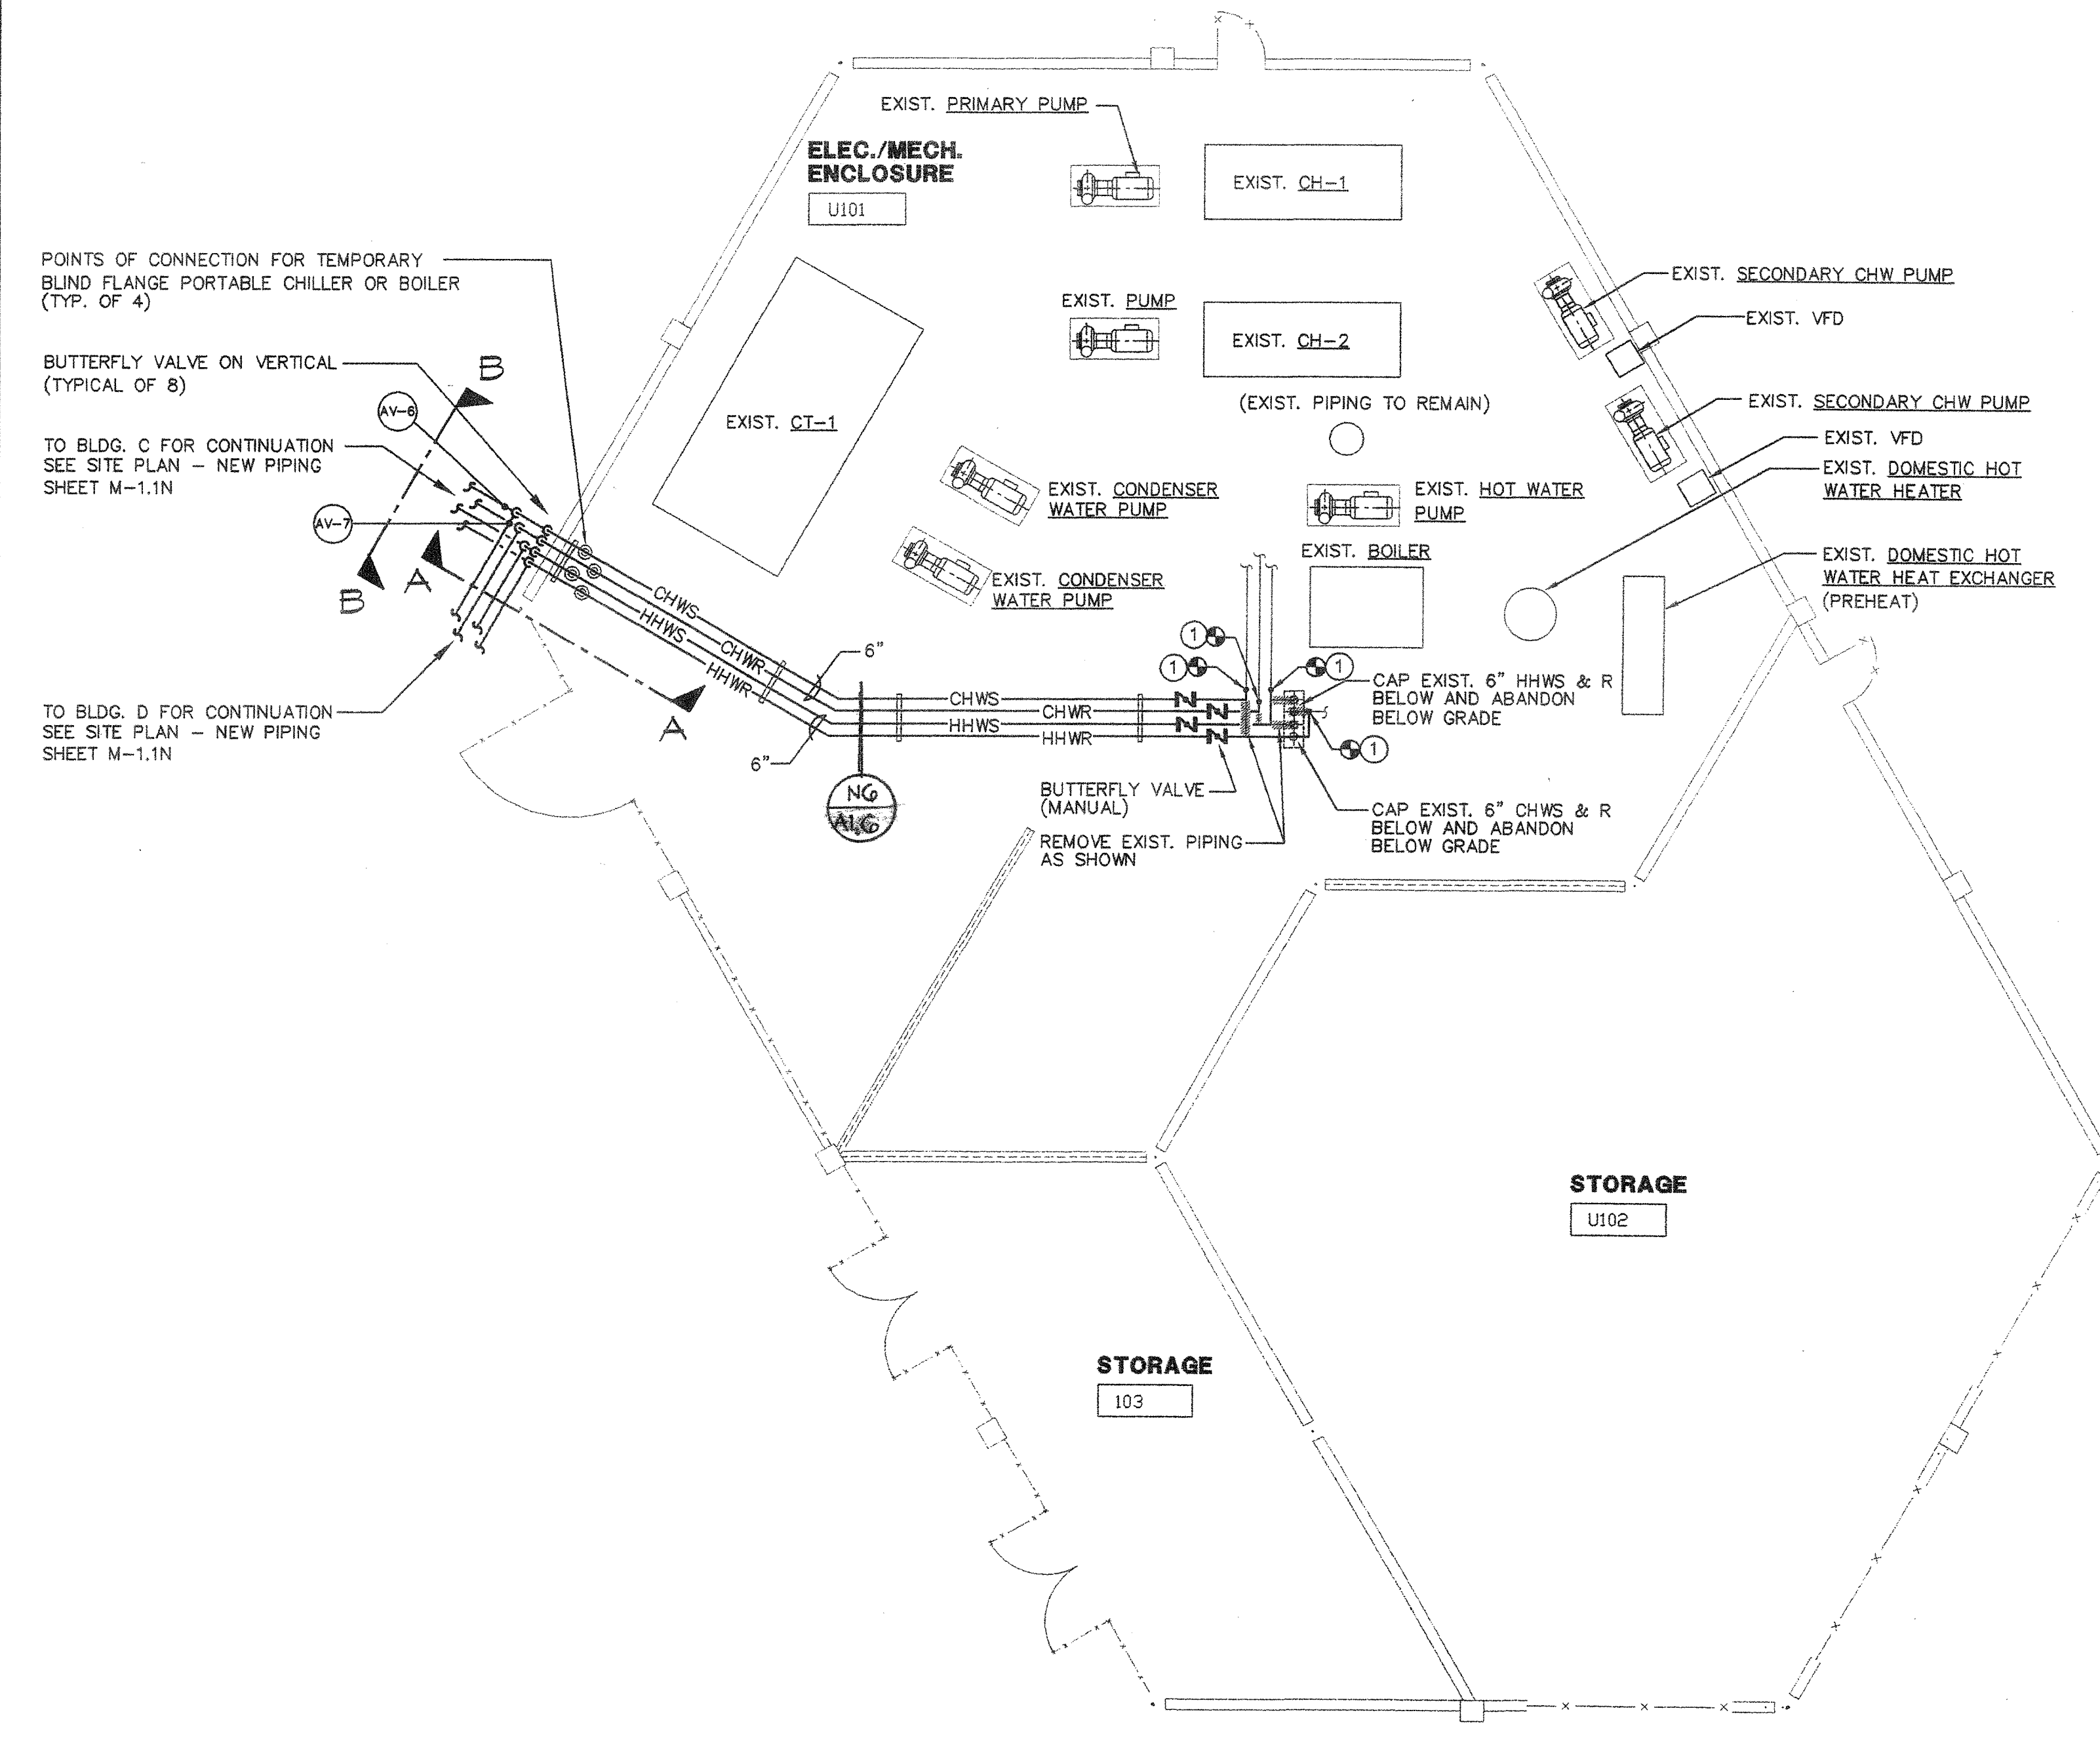 EXIST. PRIMARY PUMP
ELEC./MECH.
ENCLOSURE
U101
EXIST. CH-1
POINTS OF CONNECTION FOR TEMPORARY
BLIND FLANGE PORTABLE CHILLER OR BOILER
(TYP. OF 4)
EXIST. SECONDARY CHW PUMP
EXIST. PUMP
EXIST. VFD
EXIST. CH-2
BUTTERFLY VALVE ON VERTICAL
(TYPICAL OF 8)
B
AV-6
EXIST. CT-1
(EXIST. PIPING TO REMAIN)
EXIST. SECONDARY CHW PUMP
EXIST. VFD
TO BLDG. C FOR CONTINUATION
SEE SITE PLAN - NEW PIPING
SHEET M-1.1N
EXIST. DOMESTIC HOT
WATER HEATER
EXIST. CONDENSER
WATER PUMP
EXIST. HOT WATER
PUMP
AV-7
EXIST. BOILER
EXIST. DOMESTIC HOT
WATER HEAT EXCHANGER
(PREHEAT)
A
B
EXIST. CONDENSER
WATER PUMP
CHWS
HHWS
CHWR
HHWR
6"
1
1
1
CAP EXIST. 6" HHWS & R
BELOW AND ABANDON
BELOW GRADE
TO BLDG. D FOR CONTINUATION
SEE SITE PLAN - NEW PIPING
SHEET M-1.1N
A
CHWS
CHWR
HHWS
HHWR
6"
1
NG
A1.6
BUTTERFLY VALVE
(MANUAL)
CAP EXIST. 6" CHWS & R
BELOW AND ABANDON
BELOW GRADE
REMOVE EXIST. PIPING
AS SHOWN
STORAGE
U102
STORAGE
103